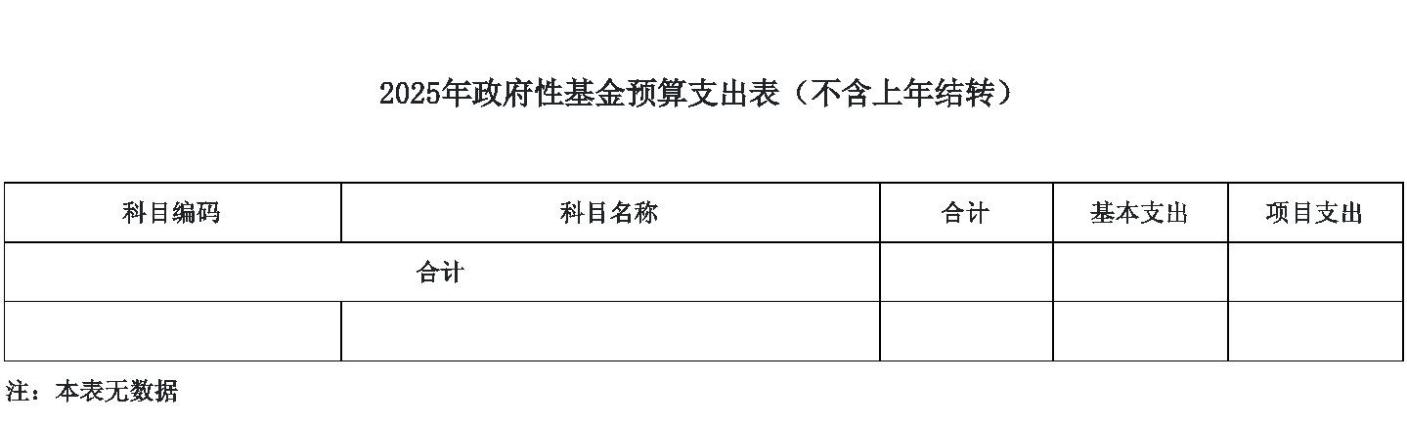 2025年政府性基金预算支出表（不含上年结转）
科目编码 科目名称 合计 基本支出 项目支出
合计
注：本表无数据